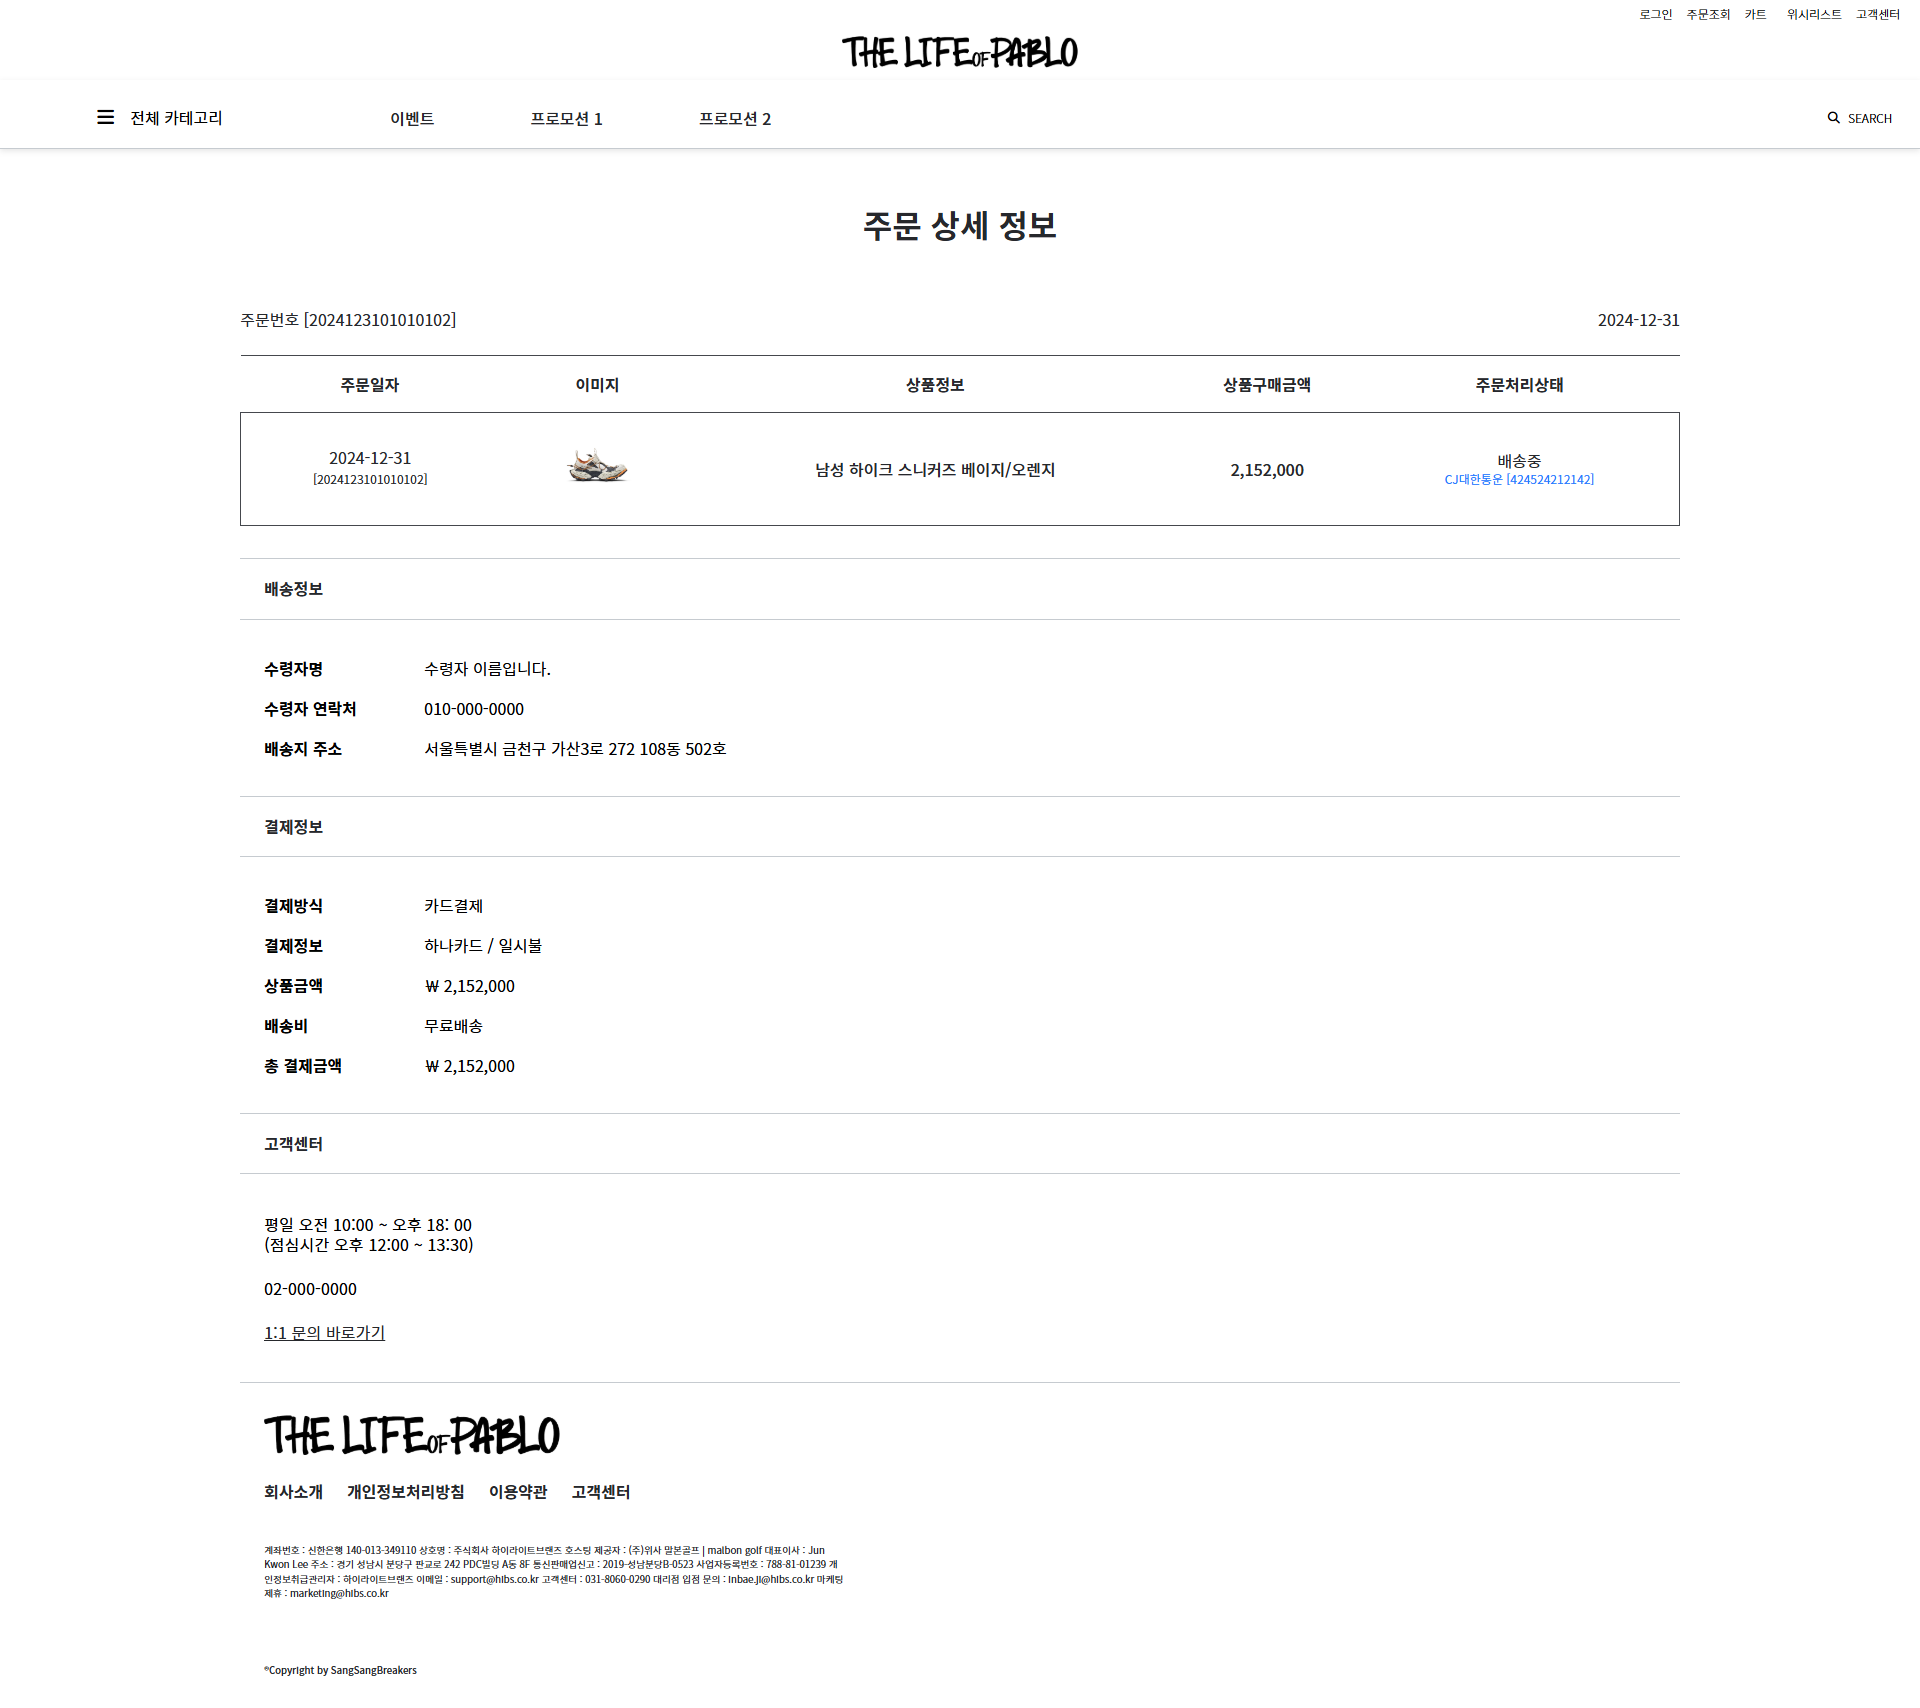 로그인 주문조회 카트 위시리스트 고객센터
THE LIFE OF PABLO
전체 카테고리 이벤트 프로모션 1 프로모션 2 SEARCH
주문 상세 정보
주문번호 [2024123101010102] 2024-12-31
주문일자 이미지 상품정보 상품구매금액 주문처리상태
2024-12-31
[2024123101010102]
남성 하이크 스니커즈 베이지/오렌지
2,152,000
배송중
CJ대한통운 [424524212142]
배송정보
수령자명 수령자 이름입니다.
수령자 연락처 010-000-0000
배송지 주소 서울특별시 금천구 가산3로 272 108동 502호
결제정보
결제방식 카드결제
결제정보 하나카드 / 일시불
상품금액 ₩ 2,152,000
배송비 무료배송
총 결제금액 ₩ 2,152,000
고객센터
평일 오전 10:00 ~ 오후 18: 00
(점심시간 오후 12:00 ~ 13:30)
02-000-0000
1:1 문의 바로가기
THE LIFE OF PABLO
회사소개 개인정보처리방침 이용약관 고객센터
계좌번호 : 신한은행 140-013-349110 상호명 : 주식회사 하이라이트브랜즈 호스팅 제공자 : (주)위사 말본골프 | malbon golf 대표이사 : Jun
Kwon Lee 주소 : 경기 성남시 분당구 판교로 242 PDC빌딩 A동 8F 통신판매업신고 : 2019-성남분당B-0523 사업자등록번호 : 788-81-01239 개
인정보취급관리자 : 하이라이트브랜즈 이메일 : support@hlbs.co.kr 고객센터 : 031-8060-0290 대리점 입점 문의 : inbae.ji@hlbs.co.kr 마케팅
제휴 : marketing@hlbs.co.kr
©Copyright by SangSangBreakers